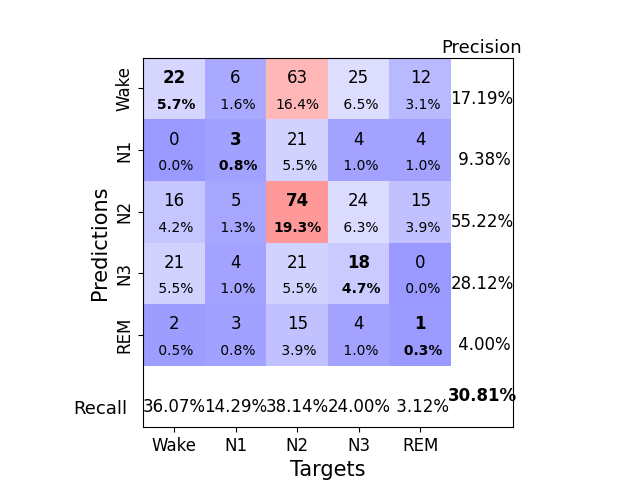 Precision
Wake 22 6 63 25 12
5.7% 1.6% 16.4% 6.5% 3.1% 17.19%
N1 0 3 21 4 4
0.0% 0.8% 5.5% 1.0% 1.0% 9.38%
N2 16 5 74 24 15
4.2% 1.3% 19.3% 6.3% 3.9% 55.22%
N3 21 4 21 18 0
5.5% 1.0% 5.5% 4.7% 0.0% 28.12%
REM 2 3 15 4 1
0.5% 0.8% 3.9% 1.0% 0.3% 4.00%
Predictions
30.81%
Recall 36.07% 14.29% 38.14% 24.00% 3.12%
Wake N1 N2 N3 REM
Targets